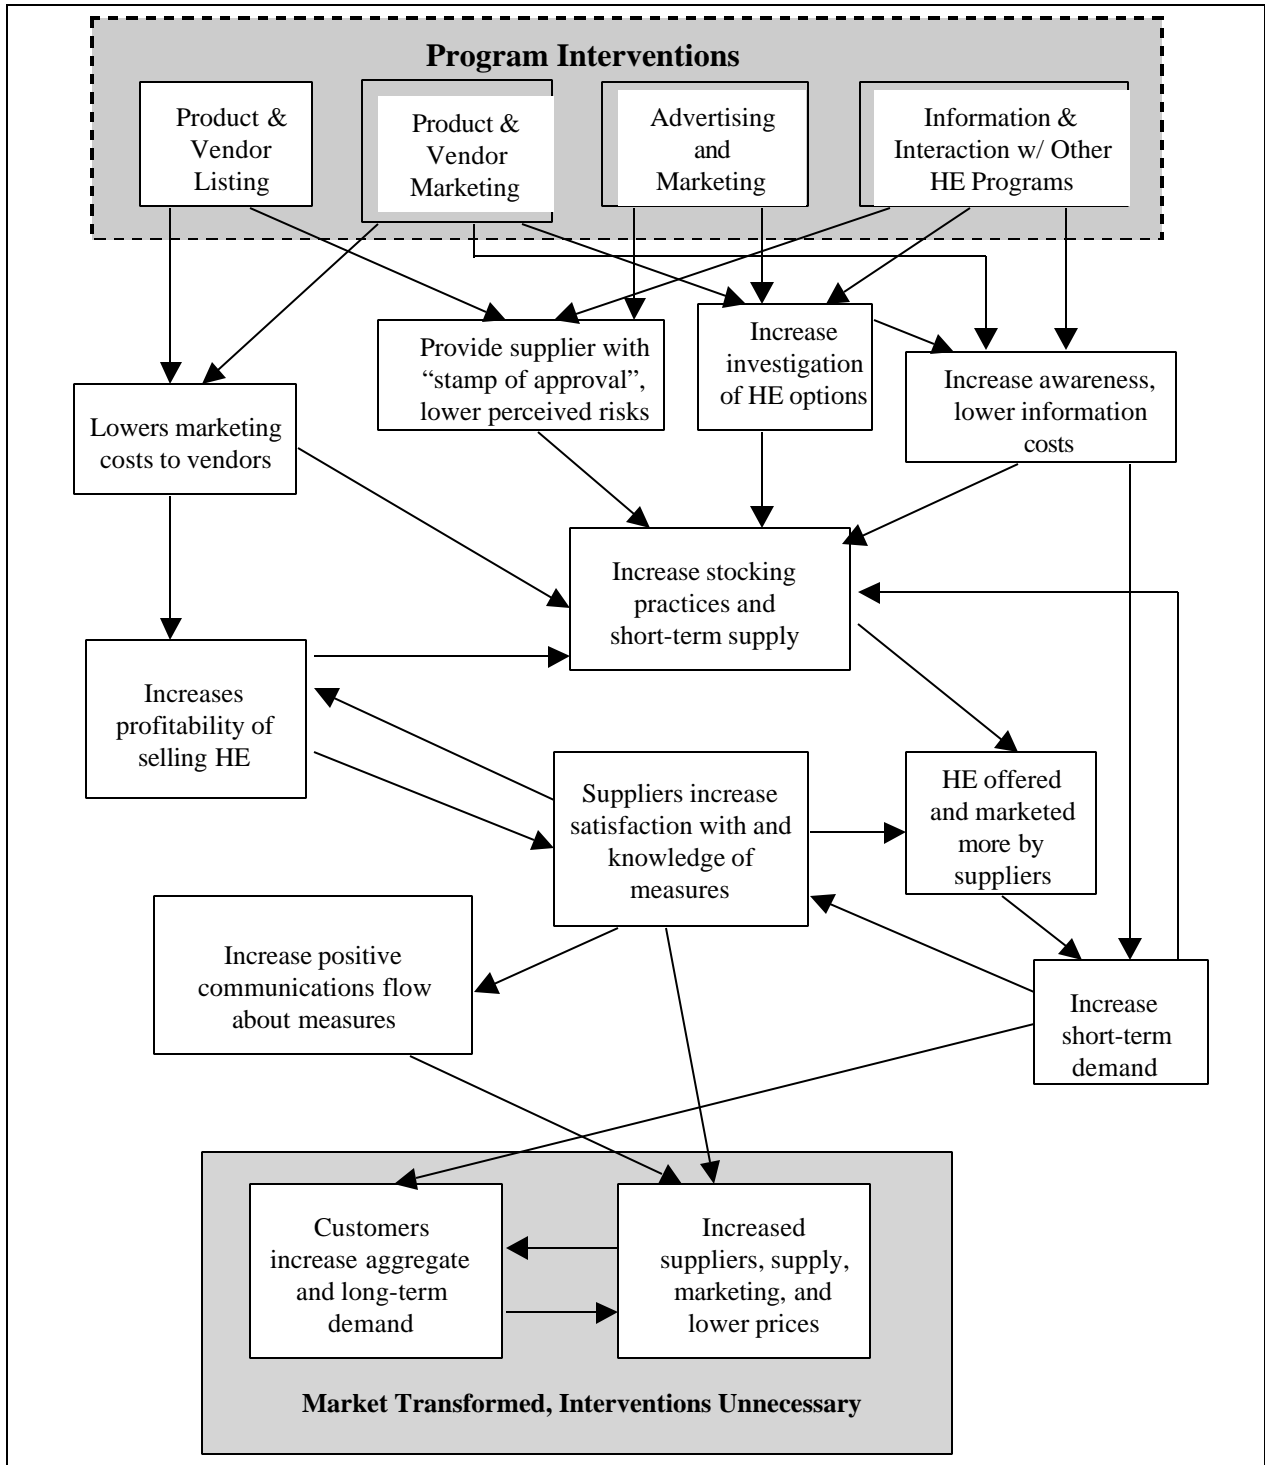 Program Interventions
Product &
Vendor
Listing
Product &
Vendor
Marketing
Advertising
and
Marketing
Information &
Interaction w/ Other
HE Programs
Provide supplier with
“stamp of approval”,
lower perceived risks
Increase
investigation
of HE options
Increase awareness,
lower information
costs
Lowers marketing
costs to vendors
Increase stocking
practices and
short-term supply
Increases
profitability of
selling HE
Suppliers increase
satisfaction with and
knowledge of
measures
HE offered
and marketed
more by
suppliers
Increase positive
communications flow
about measures
Increase
short-term
demand
Customers
increase aggregate
and long-term
demand
Increased
suppliers, supply,
marketing, and
lower prices
Market Transformed, Interventions Unnecessary